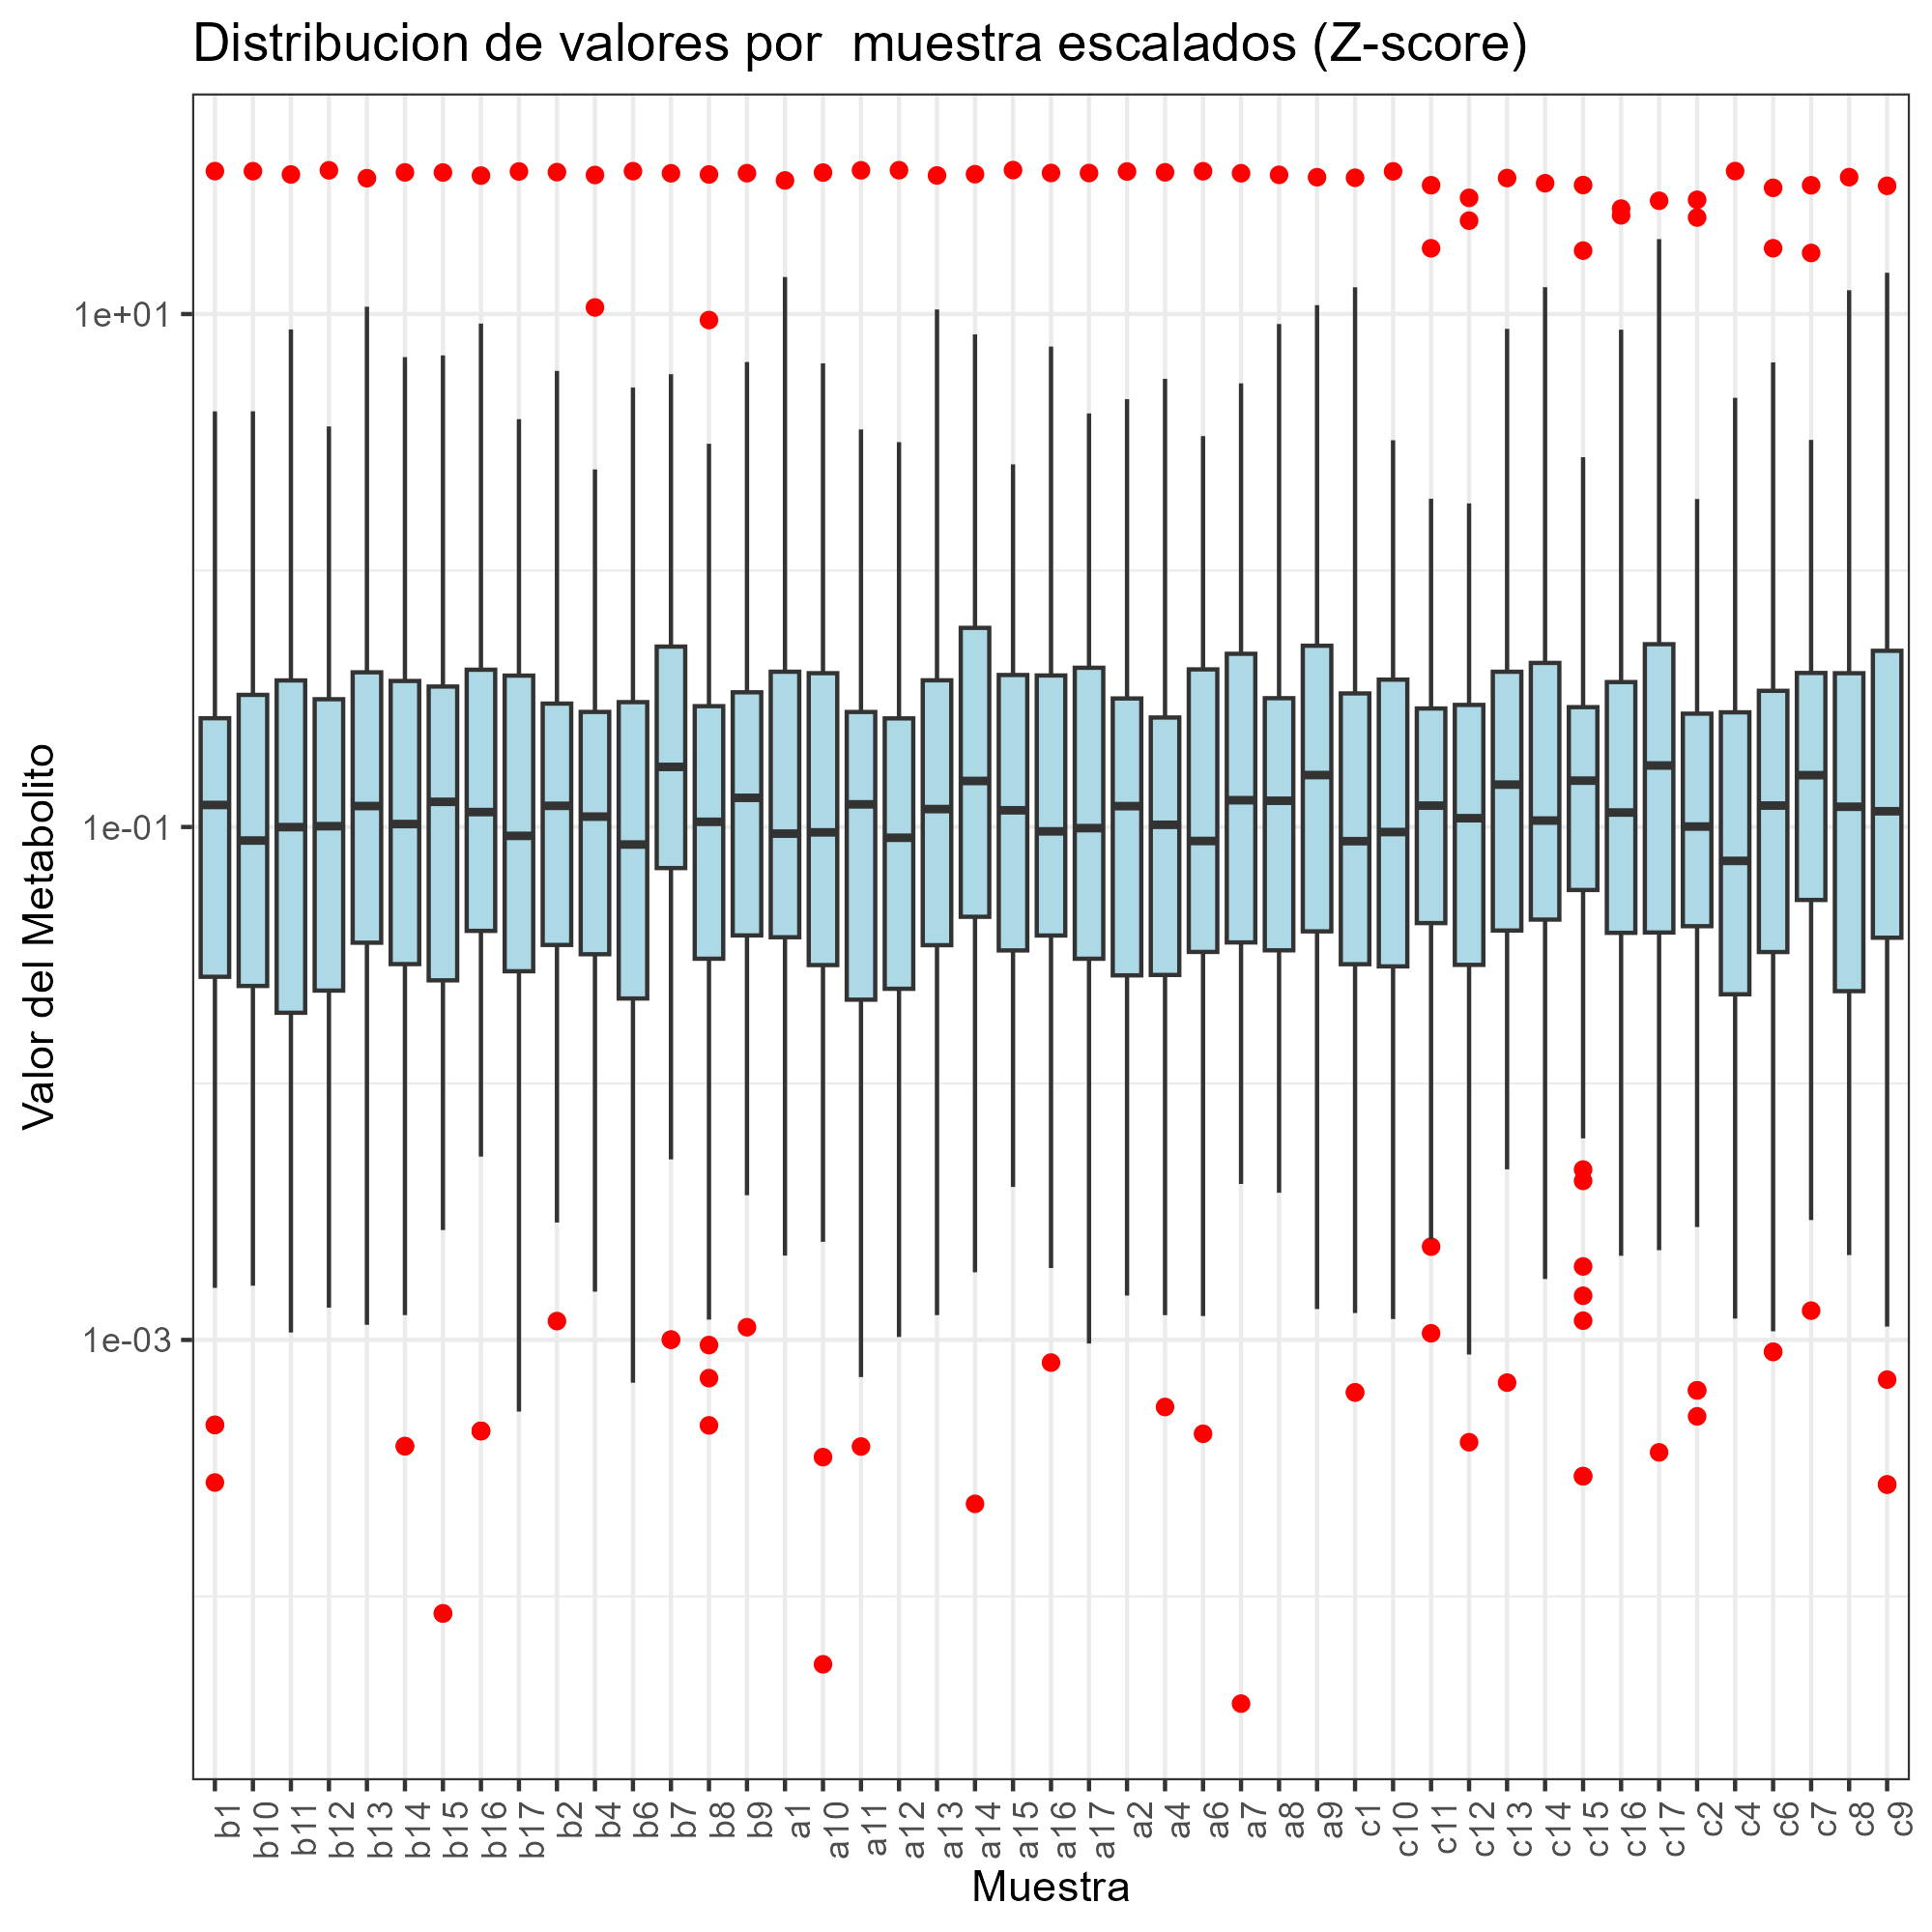 Distribucion de valores por  muestra escalados (Z-score)
Valor del Metabolito
1e+01
1e-01
1e-03
b1
b10
b11
b12
b13
b14
b15
b16
b17
b2
b4
b6
b7
b8
b9
a1
a10
a11
a12
a13
a14
a15
a16
a17
a2
a4
a6
a7
a8
a9
c1
c10
c11
c12
c13
c14
c15
c16
c17
c2
c4
c6
c7
c8
c9
Muestra